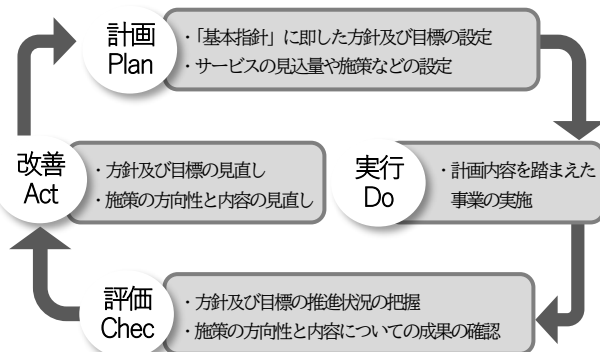 計画
Plan
・「基本指針」に即した方針及び目標の設定
・サービスの見込量や施策などの設定
改善
Act
・方針及び目標の見直し
・施策の方向性と内容の見直し
実行
Do
・計画内容を踏まえた
事業の実施
評価
Chec
・方針及び目標の推進状況の把握
・施策の方向性と内容についての成果の確認